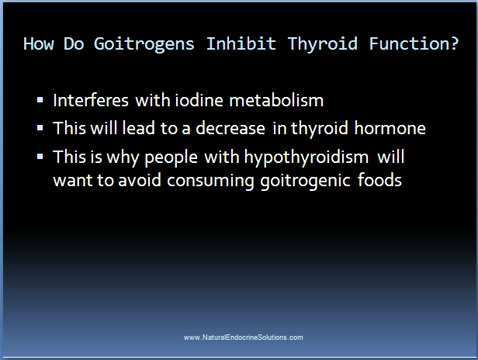 How Do Goitrogens Inhibit Thyroid Function?
▪ Interferes with iodine metabolism
▪ This will lead to a decrease in thyroid hormone
▪ This is why people with hypothyroidism will
want to avoid consuming goitrogenic foods
www.NaturalEndocrineSolutions.com